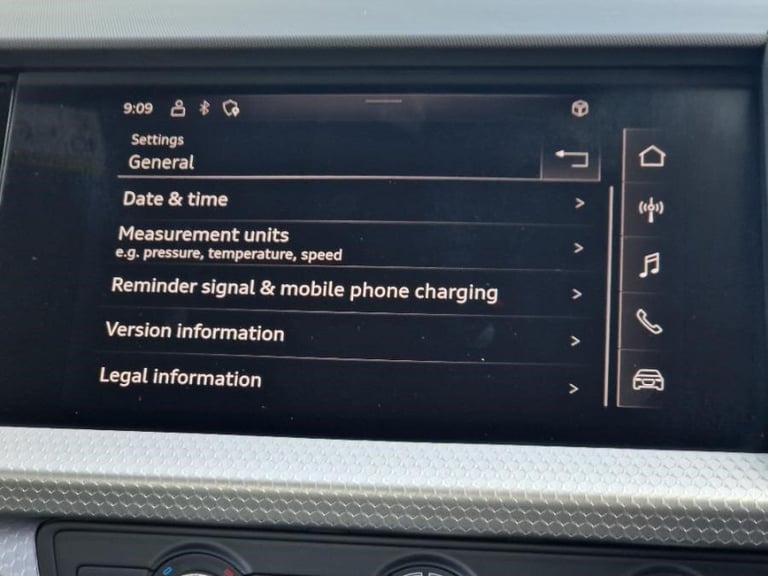 9:09
Settings
General
Date & time
Measurement units
e.g. pressure, temperature, speed
Reminder signal & mobile phone charging
Version information
Legal information